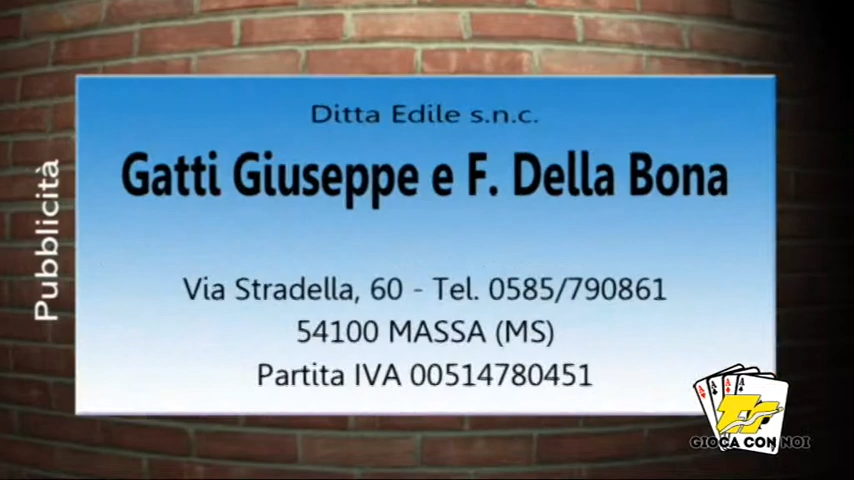 Pubblicità
Ditta Edile s.n.c.
Gatti Giuseppe e F. Della Bona
Via Stradella, 60 - Tel. 0585/790861
54100 MASSA (MS)
Partita IVA 00514780451
GIOCA CON NOI